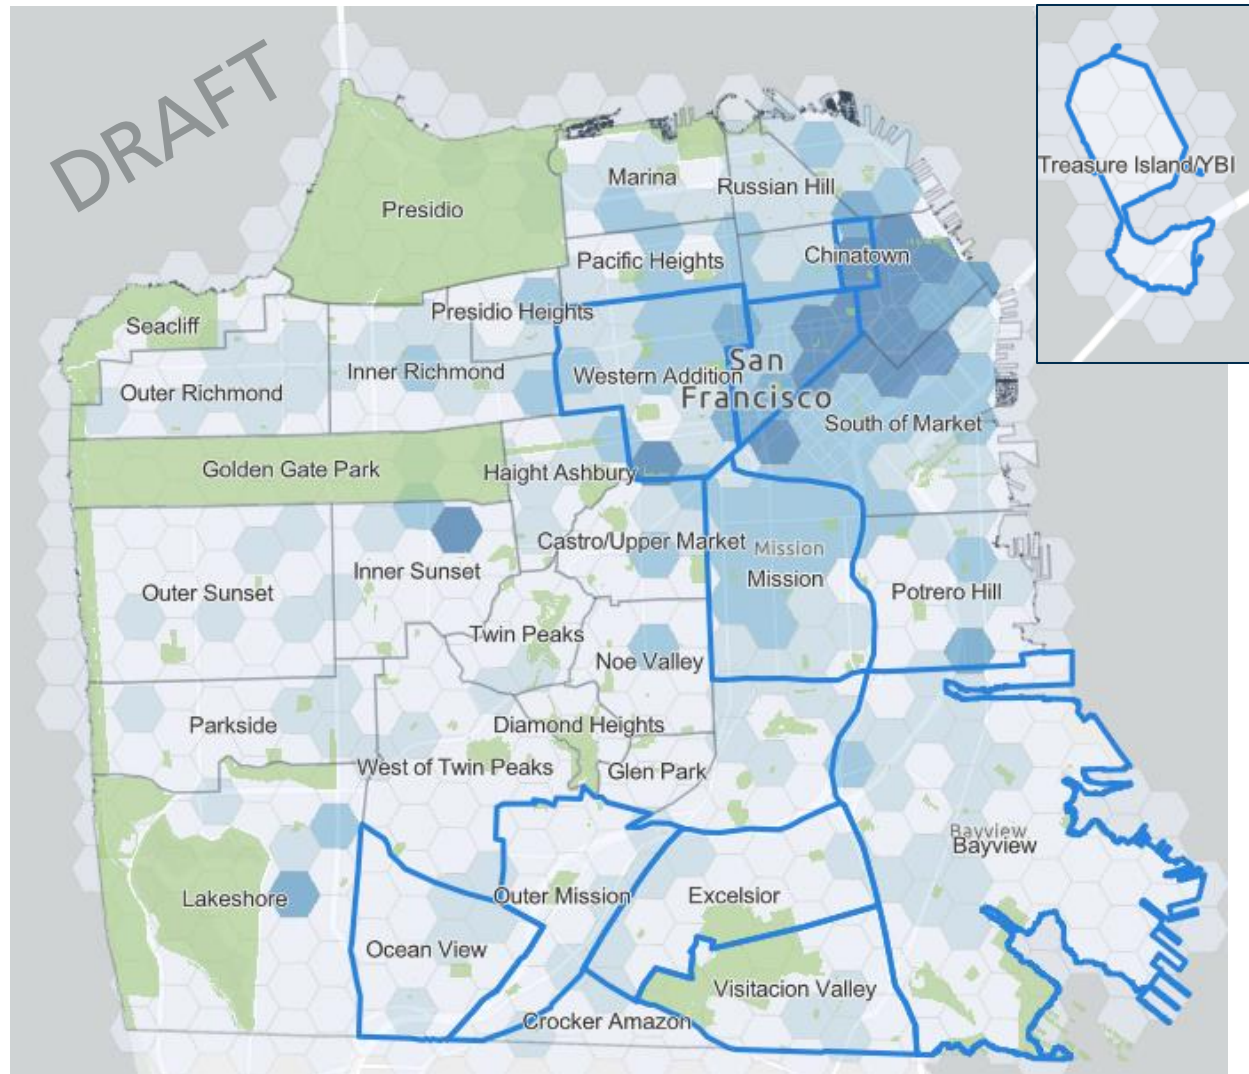 DRAFT
Treasure Island/YBI
Marina
Russian Hill
Presidio
Chinatown
Pacific Heights
Presidio Heights
Seacliff
San
Francisco
Inner Richmond
Western Addition
Outer Richmond
South of Market
Golden Gate Park
Haight Ashbury
Castro/Upper Market
Mission
Mission
Inner Sunset
Outer Sunset
Potrero Hill
Twin Peaks
Noe Valley
Parkside
Diamond Heights
West of Twin Peaks
Glen Park
Bayview
Bayview
Lakeshore
Outer Mission
Excelsior
Ocean View
Visitacion Valley
Crocker Amazon